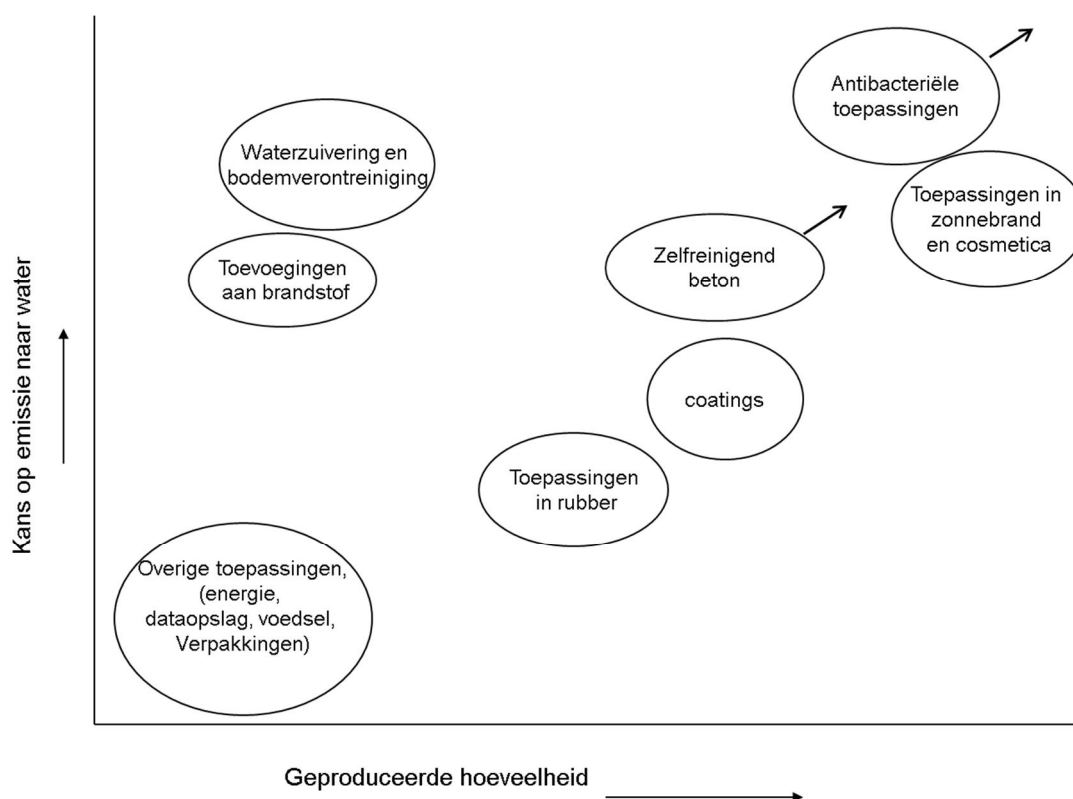 Antibacteriële
toepassingen
Waterzuivering en
bodemverontreiniging
Toepassingen in
zonnebrand
en cosmetica
Toevoegingen
aan brandstof
Zelfreinigend
beton
coatings
Toepassingen
in rubber
Overige toepassingen,
(energie,
dataopslag, voedsel,
Verpakkingen)
Kans op emissie naar water
Geproduceerde hoeveelheid